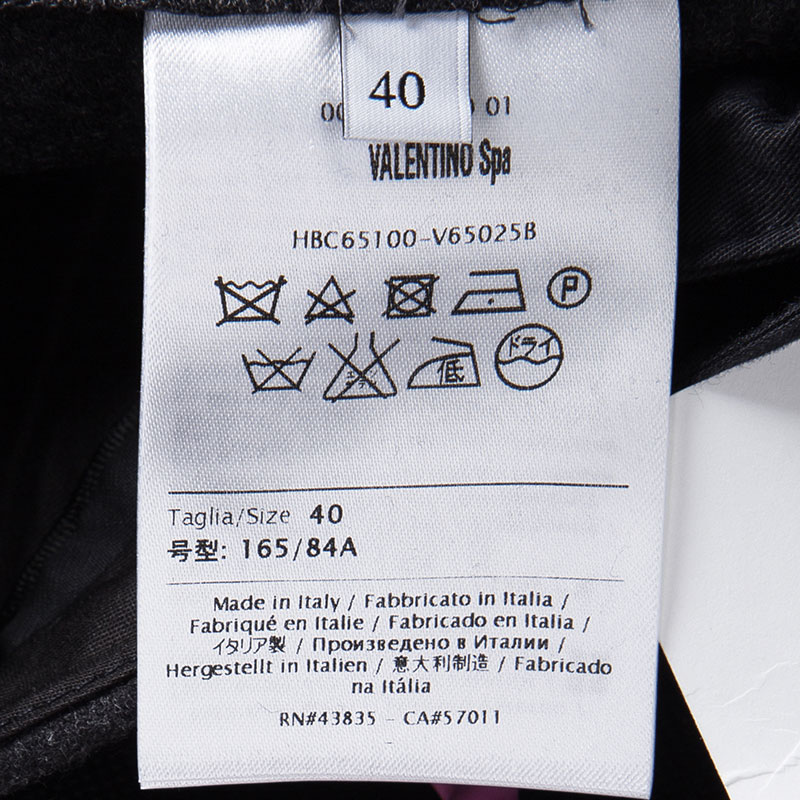 40
01
VALENTINO Spa
HBC65100-V65025B
P
低 ドライ
Taglia/Size 40
号型: 165/84A
Made in Italy / Fabbricato in Italia /
Fabriqué en Italie / Fabricado en Italia /
イタリア製 / Произведено в Италии /
Hergestellt in Italien / 意大利制造 / Fabricado
na Itália
RN#43835 - CA#57011